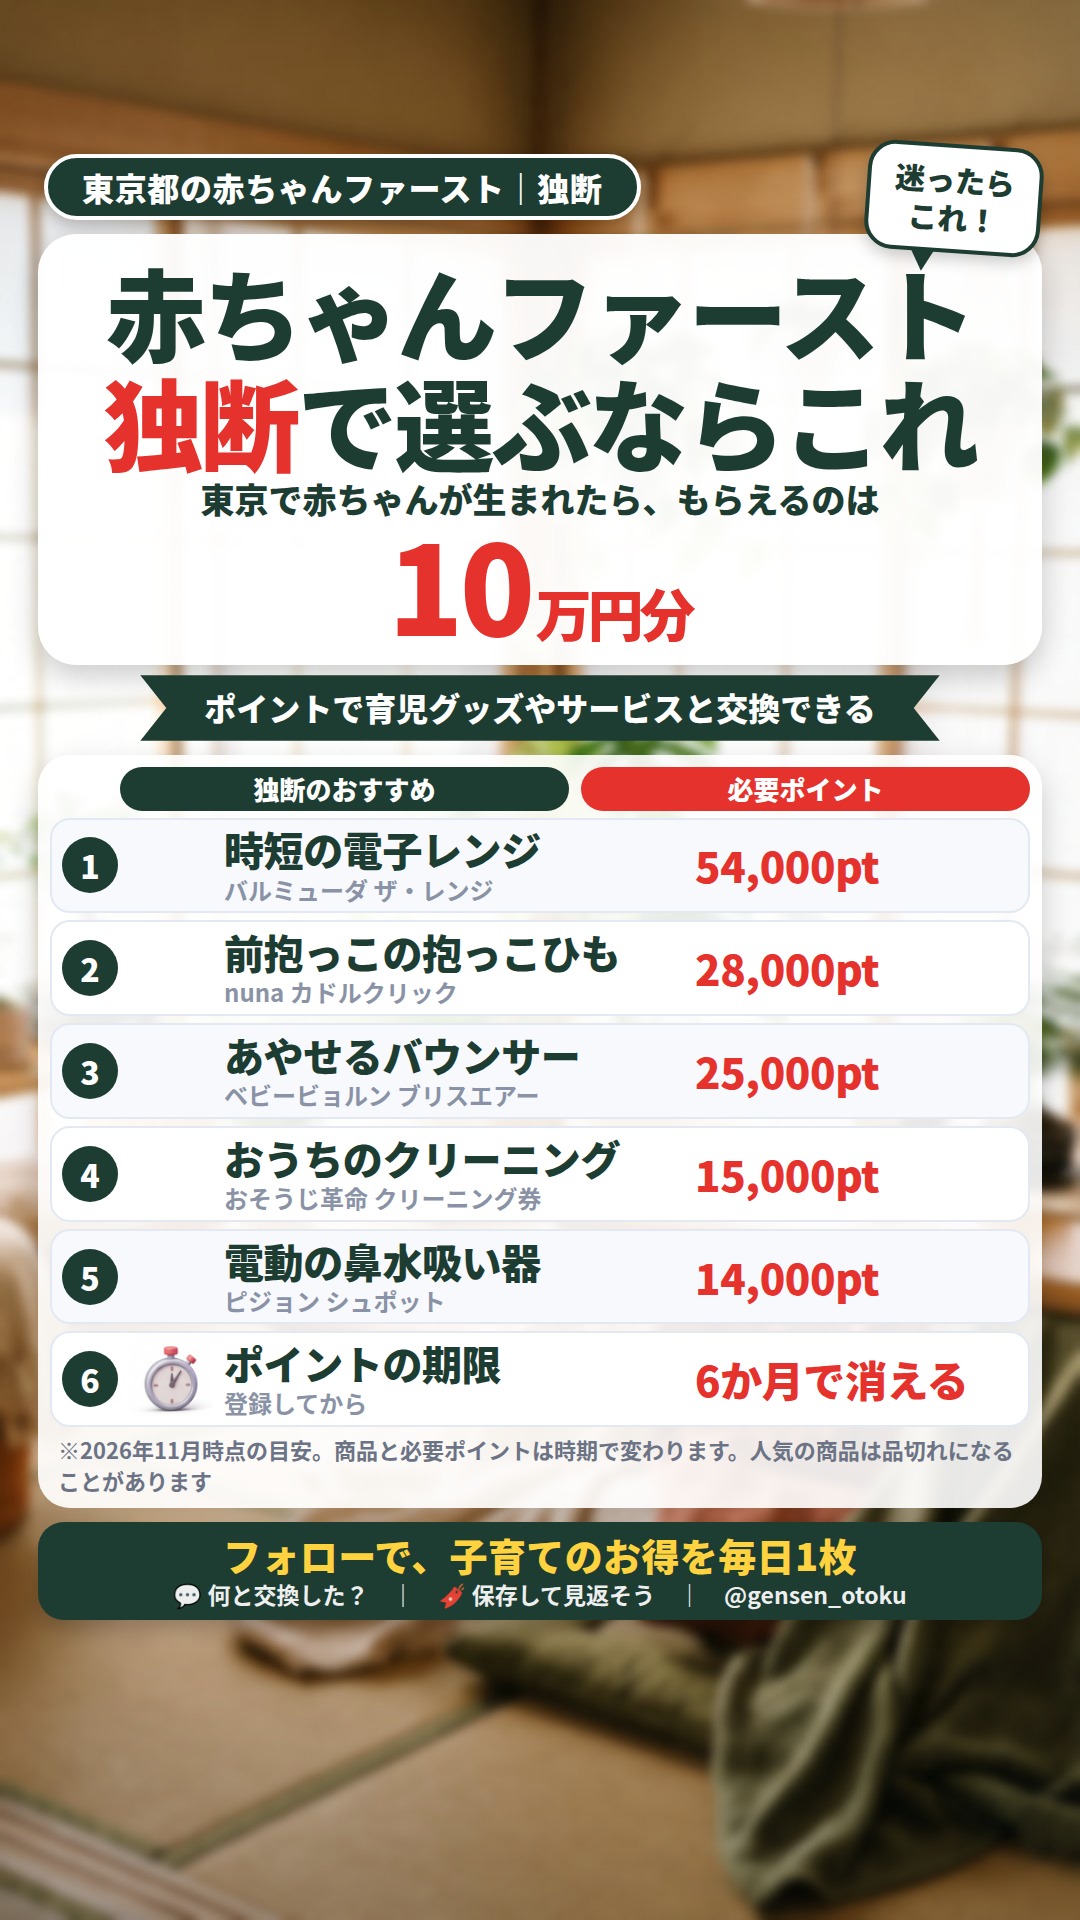 東京都の赤ちゃんファースト｜独断
迷ったら
これ！
赤ちゃんファースト
独断で選ぶならこれ
東京で赤ちゃんが生まれたら、もらえるのは
10万円分
ポイントで育児グッズやサービスと交換できる
独断のおすすめ
必要ポイント
1
時短の電子レンジ
バルミューダ ザ・レンジ
54,000pt
2
前抱っこの抱っこひも
nuna カドルクリック
28,000pt
3
あやせるバウンサー
ベビービョルン ブリスエアー
25,000pt
4
おうちのクリーニング
おそうじ革命 クリーニング券
15,000pt
5
電動の鼻水吸い器
ピジョン シュポット
14,000pt
6
ポイントの期限
登録してから
6か月で消える
※2026年11月時点の目安。商品と必要ポイントは時期で変わります。人気の商品は品切れになる
ことがあります
フォローで、子育てのお得を毎日1枚
💬 何と交換した？ ｜ 🔖 保存して見返そう ｜ @gensen_otoku